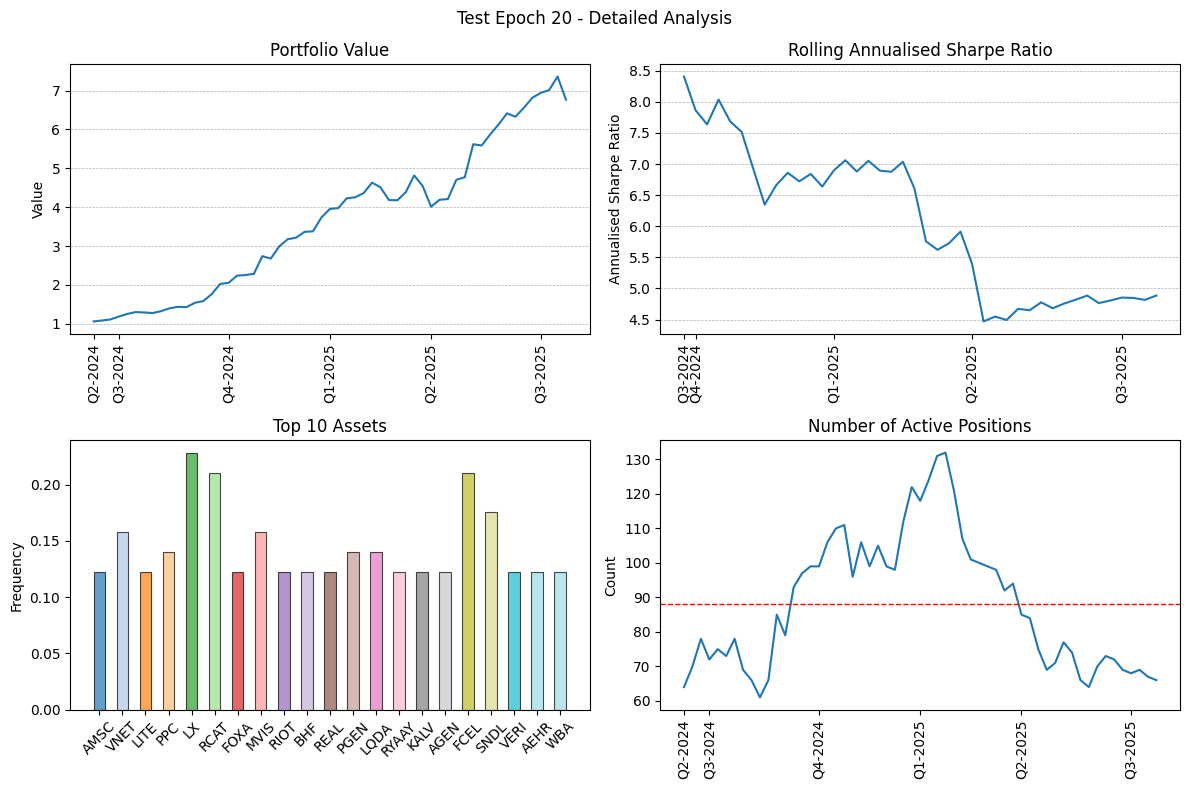 Test Epoch 20 - Detailed Analysis
Portfolio Value
Value
7
6
5
4
3
2
1
Q2-2024
Q3-2024
Q4-2024
Q1-2025
Q2-2025
Q3-2025
Rolling Annualised Sharpe Ratio
Annualised Sharpe Ratio
8.5
8.0
7.5
7.0
6.5
6.0
5.5
5.0
4.5
Q3-2024
Q4-2024
Q1-2025
Q2-2025
Q3-2025
Top 10 Assets
Frequency
0.20
0.15
0.10
0.05
0.00
AMSC
VNET
LITE
PPC
LX
RCAT
FOXA
MVIS
RIOT
BHF
REAL
PGEN
LQDA
RYAAY
KALV
AGEN
FCEL
SNDL
VERI
AEHR
WBA
Number of Active Positions
Count
130
120
110
100
90
80
70
60
Q2-2024
Q3-2024
Q4-2024
Q1-2025
Q2-2025
Q3-2025